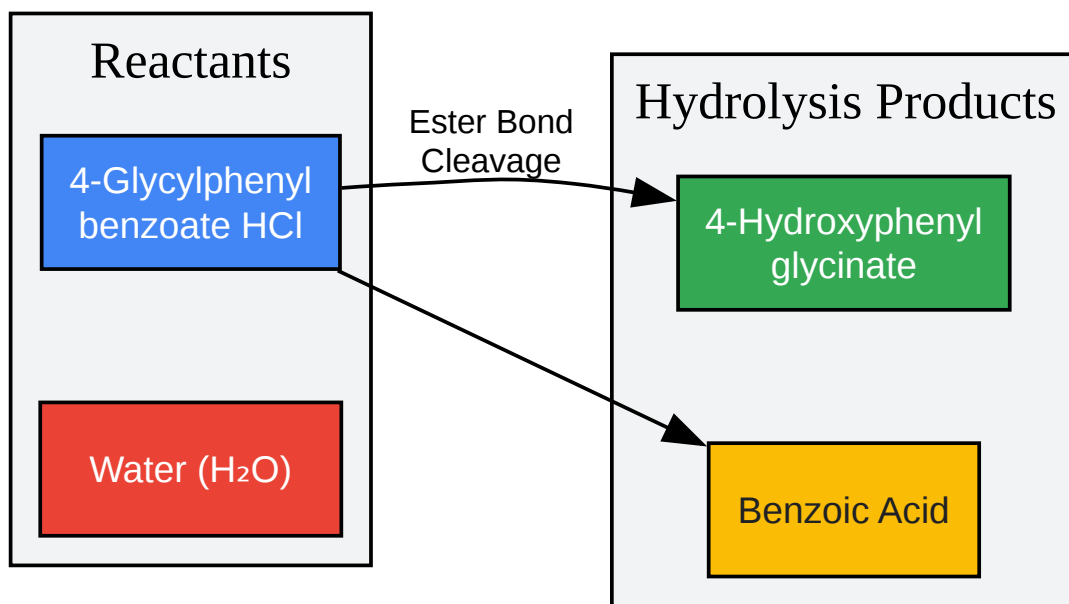 Reactants
4-Glycylphenyl
benzoate HCl
Water (H₂O)
Ester Bond
Cleavage
Hydrolysis Products
4-Hydroxyphenyl
glycinate
Benzoic Acid